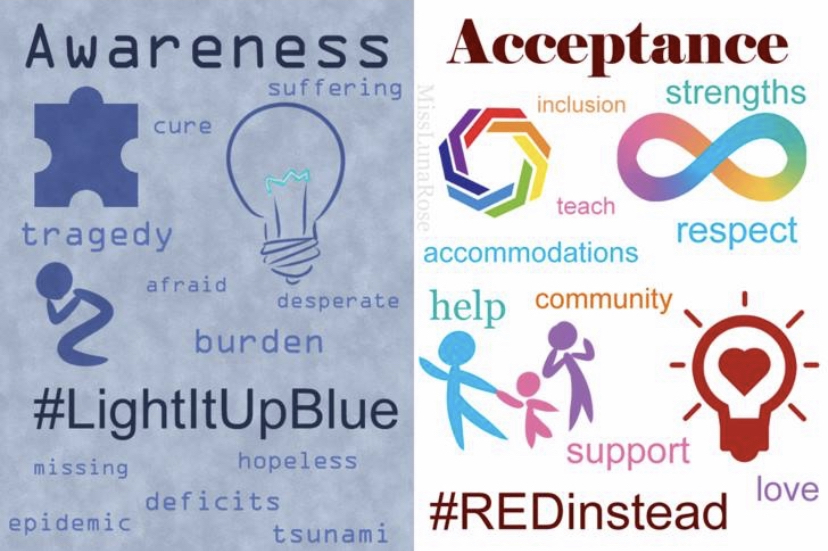 Awareness
suffering
cure
tragedy
afraid
desperate
burden
#LightItUpBlue
missing
hopeless
deficits
epidemic
tsunami
Acceptance
MissLunaRose
strengths
inclusion
teach
respect
accommodations
help
community
support
love
#REDinstead